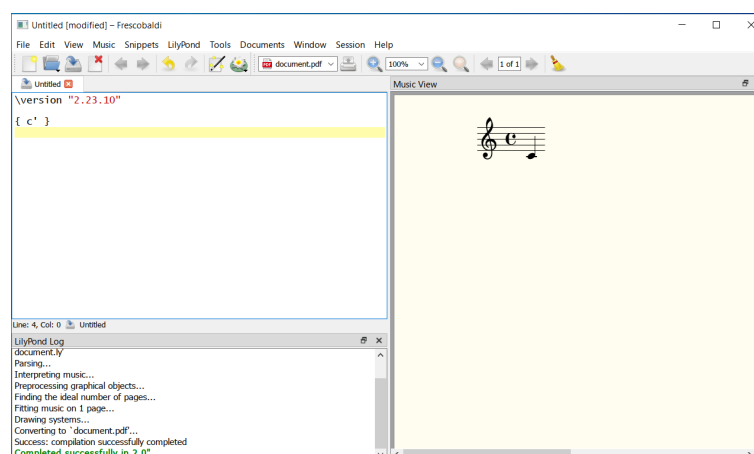 Untitled [modified] – Frescobaldi
File Edit View Music Snippets LilyPond Tools Documents Window Session Help
document.pdf 100% 1 of 1
Untitled
Music View
\version "2.23.10"
{ c' }
Line: 4, Col: 0 Untitled
LilyPond Log
document.ly'
Parsing...
Interpreting music...
Preprocessing graphical objects...
Finding the ideal number of pages...
Fitting music on 1 page...
Drawing systems...
Converting to `document.pdf'...
Success: compilation successfully completed
Completed successfully in 2.0"